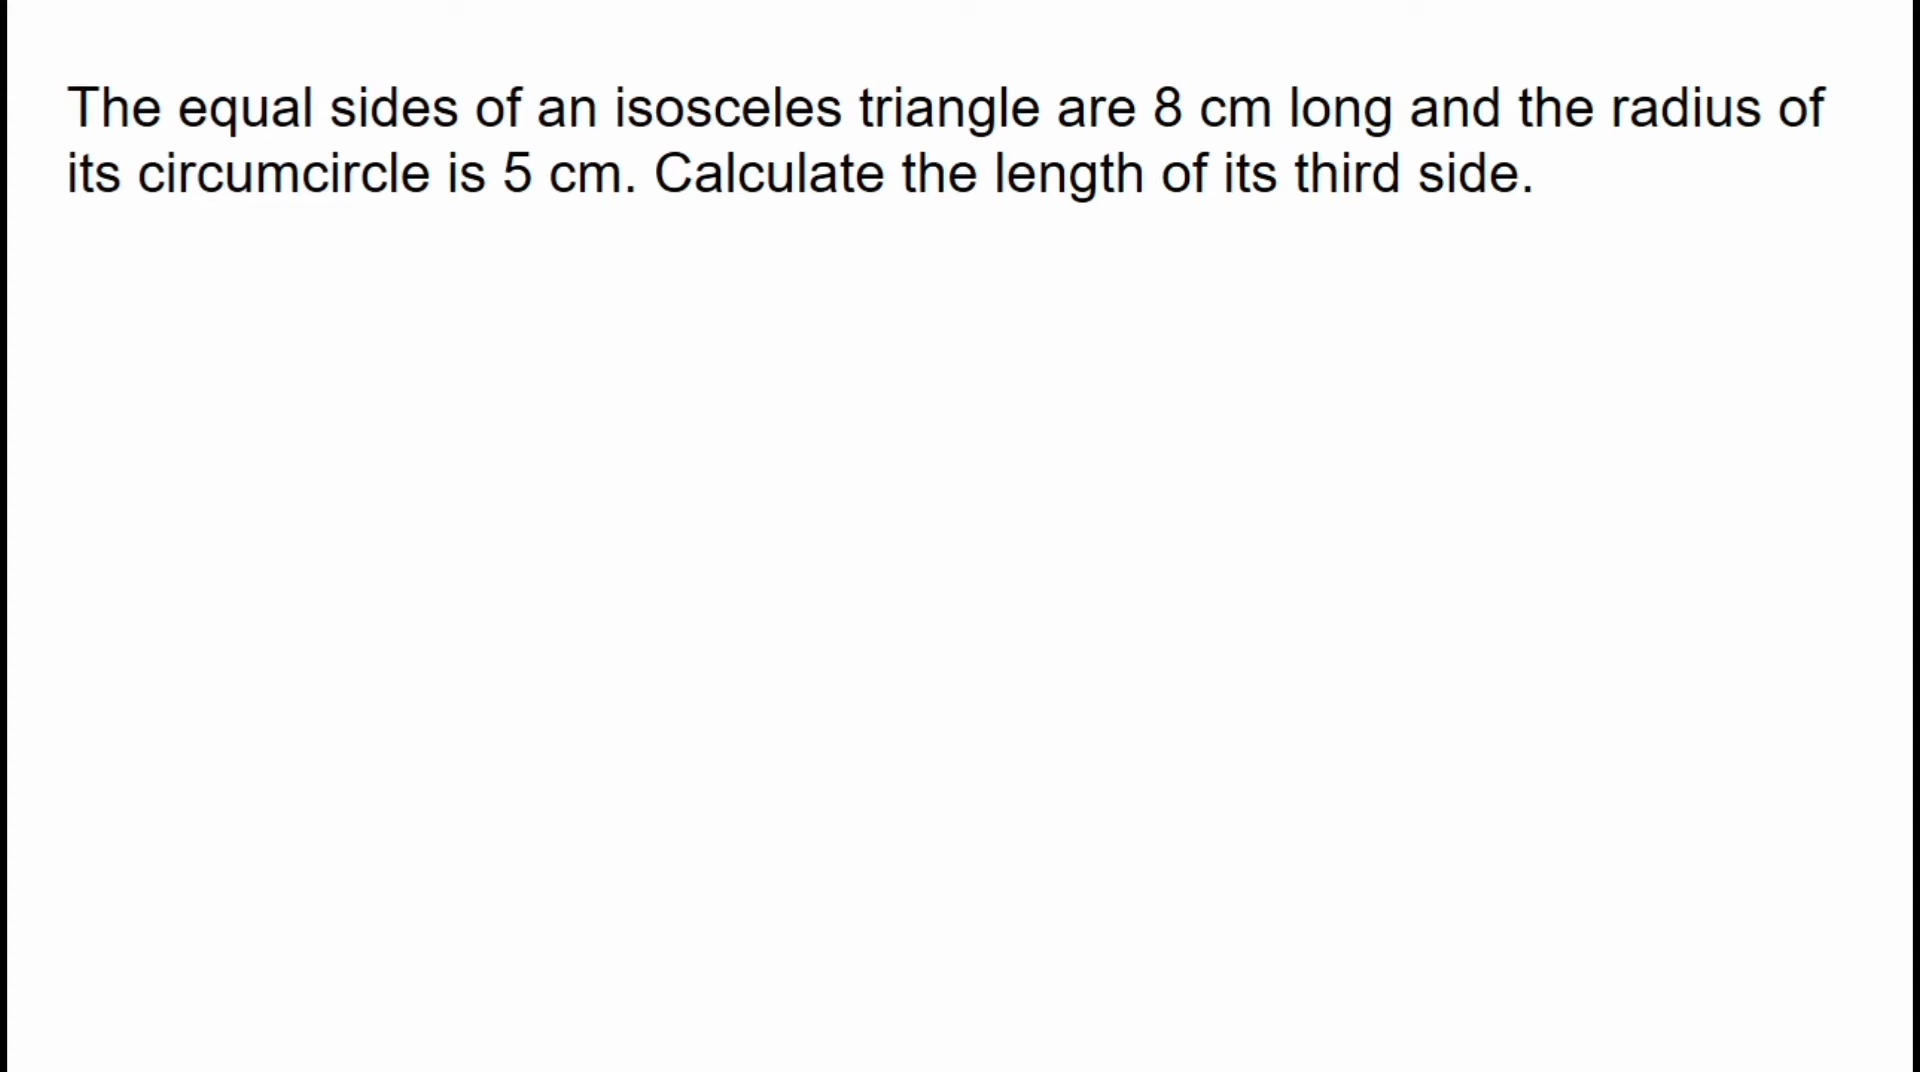 The equal sides of an isosceles triangle are 8 cm long and the radius of
its circumcircle is 5 cm. Calculate the length of its third side.